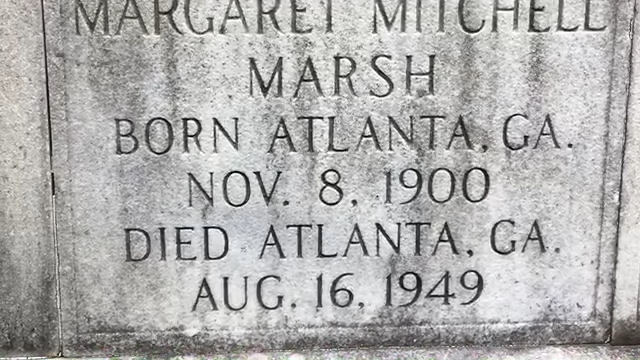 MARGARET MITCHELL
MARSH
BORN ATLANTA, GA.
NOV. 8, 1900
DIED ATLANTA, GA.
AUG. 16, 1949